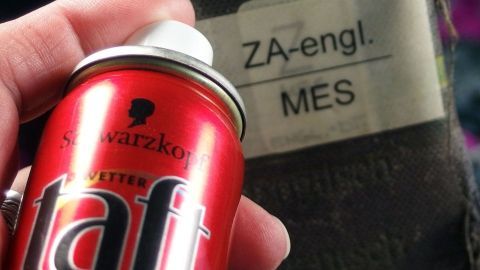 Schwarzkopf
WETTER
taft
ZA-engl.
MES